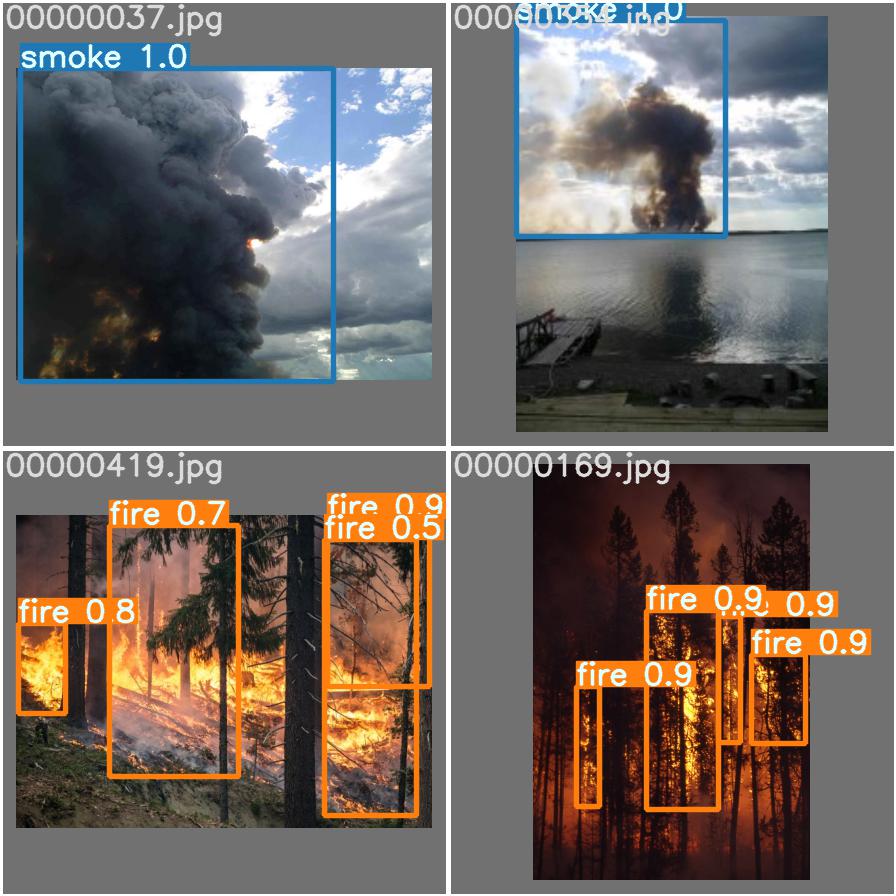 00000037.jpg
smoke 1.0
smoke 1.0
00000419.jpg
fire 0.7
fire 0.9
fire 0.5
fire 0.8
00000169.jpg
fire 0.9
0.9
fire 0.9
fire 0.9